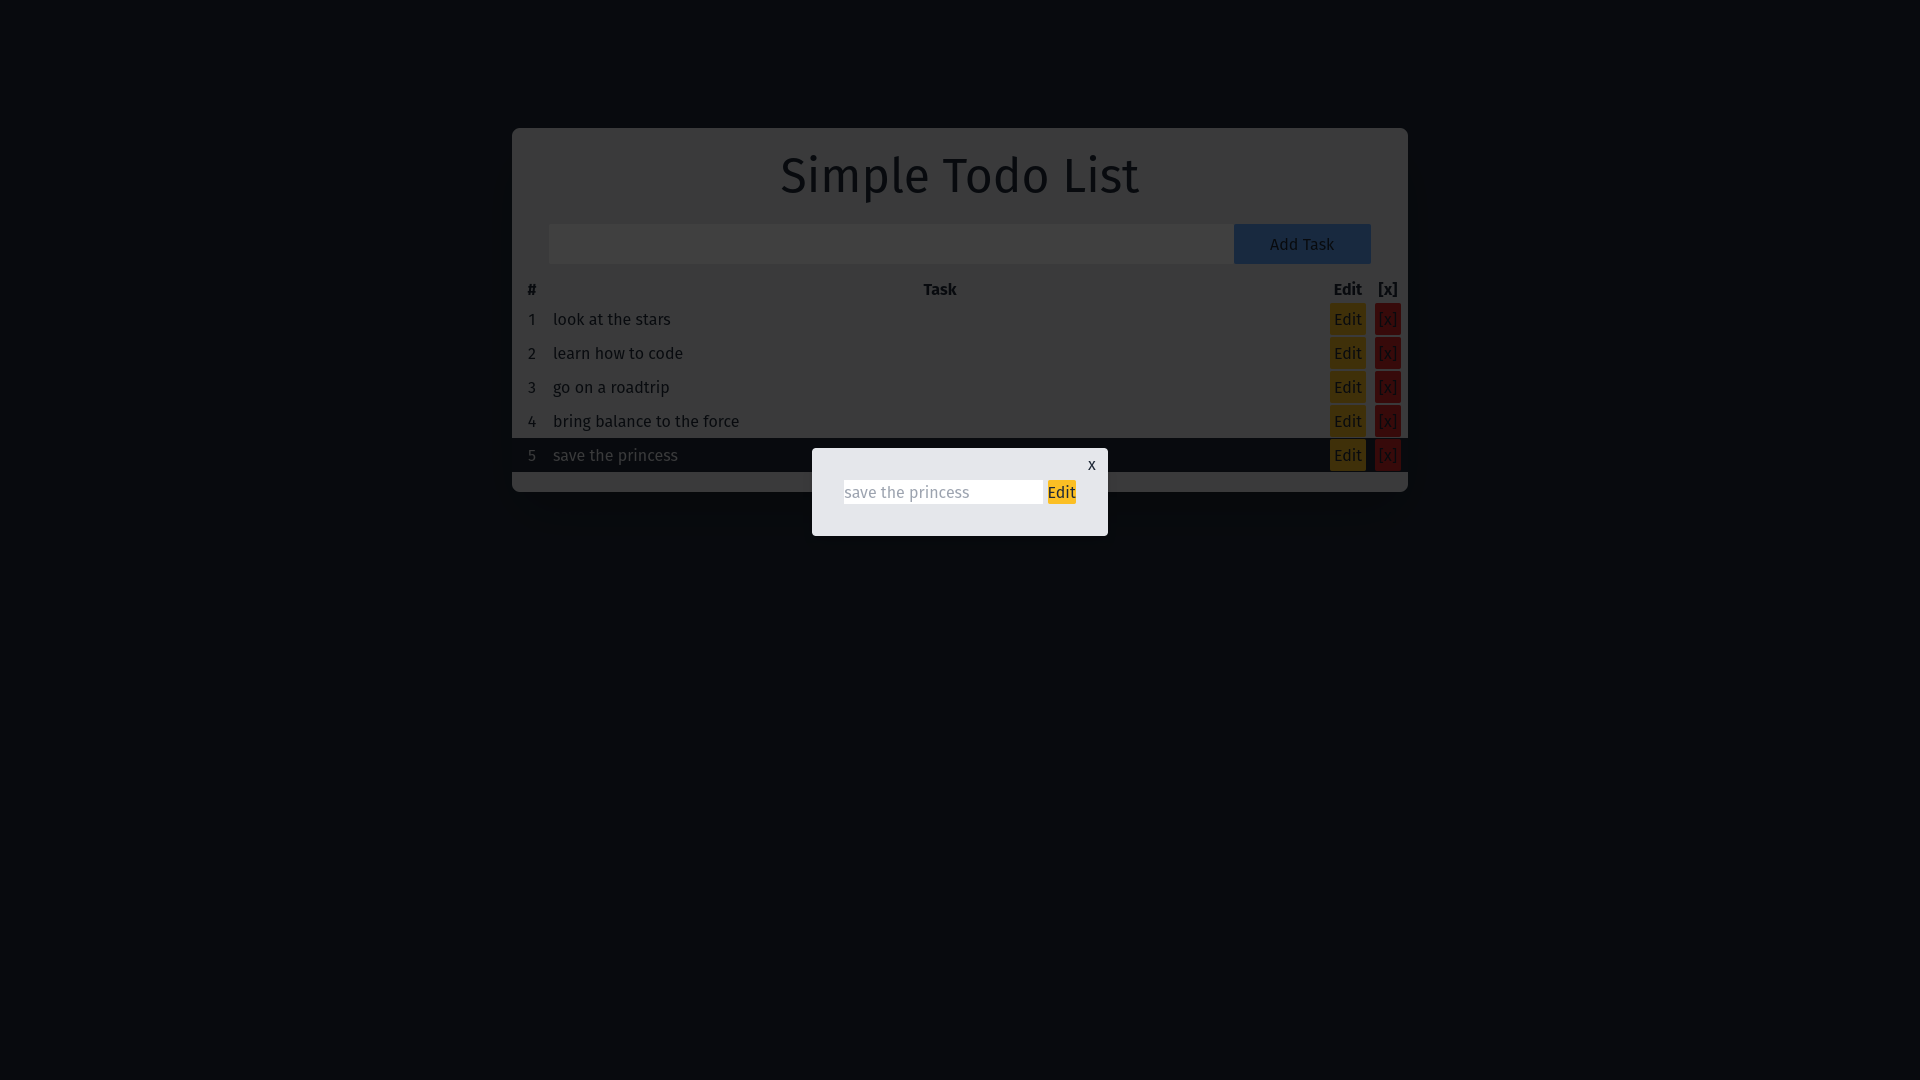 Simple Todo List
Add Task
# Task Edit [x]
1 look at the stars Edit [x]
2 learn how to code Edit [x]
3 go on a roadtrip Edit [x]
4 bring balance to the force Edit [x]
5 save the princess Edit [x]
x
save the princess Edit